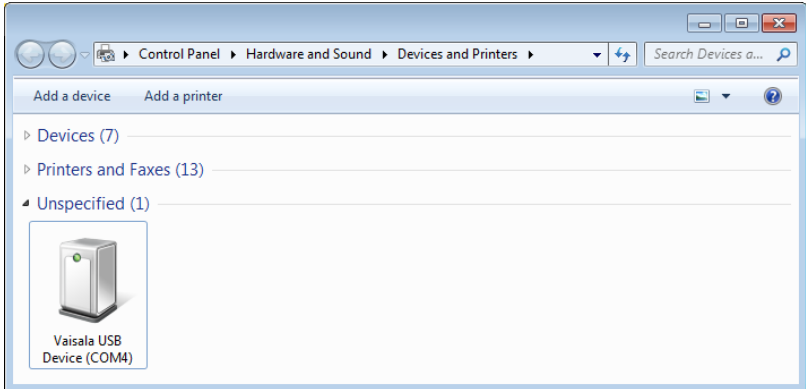 Control Panel Hardware and Sound Devices and Printers
Search Devices a...
Add a device Add a printer
Devices (7)
Printers and Faxes (13)
Unspecified (1)
Vaisala USB
Device (COM4)